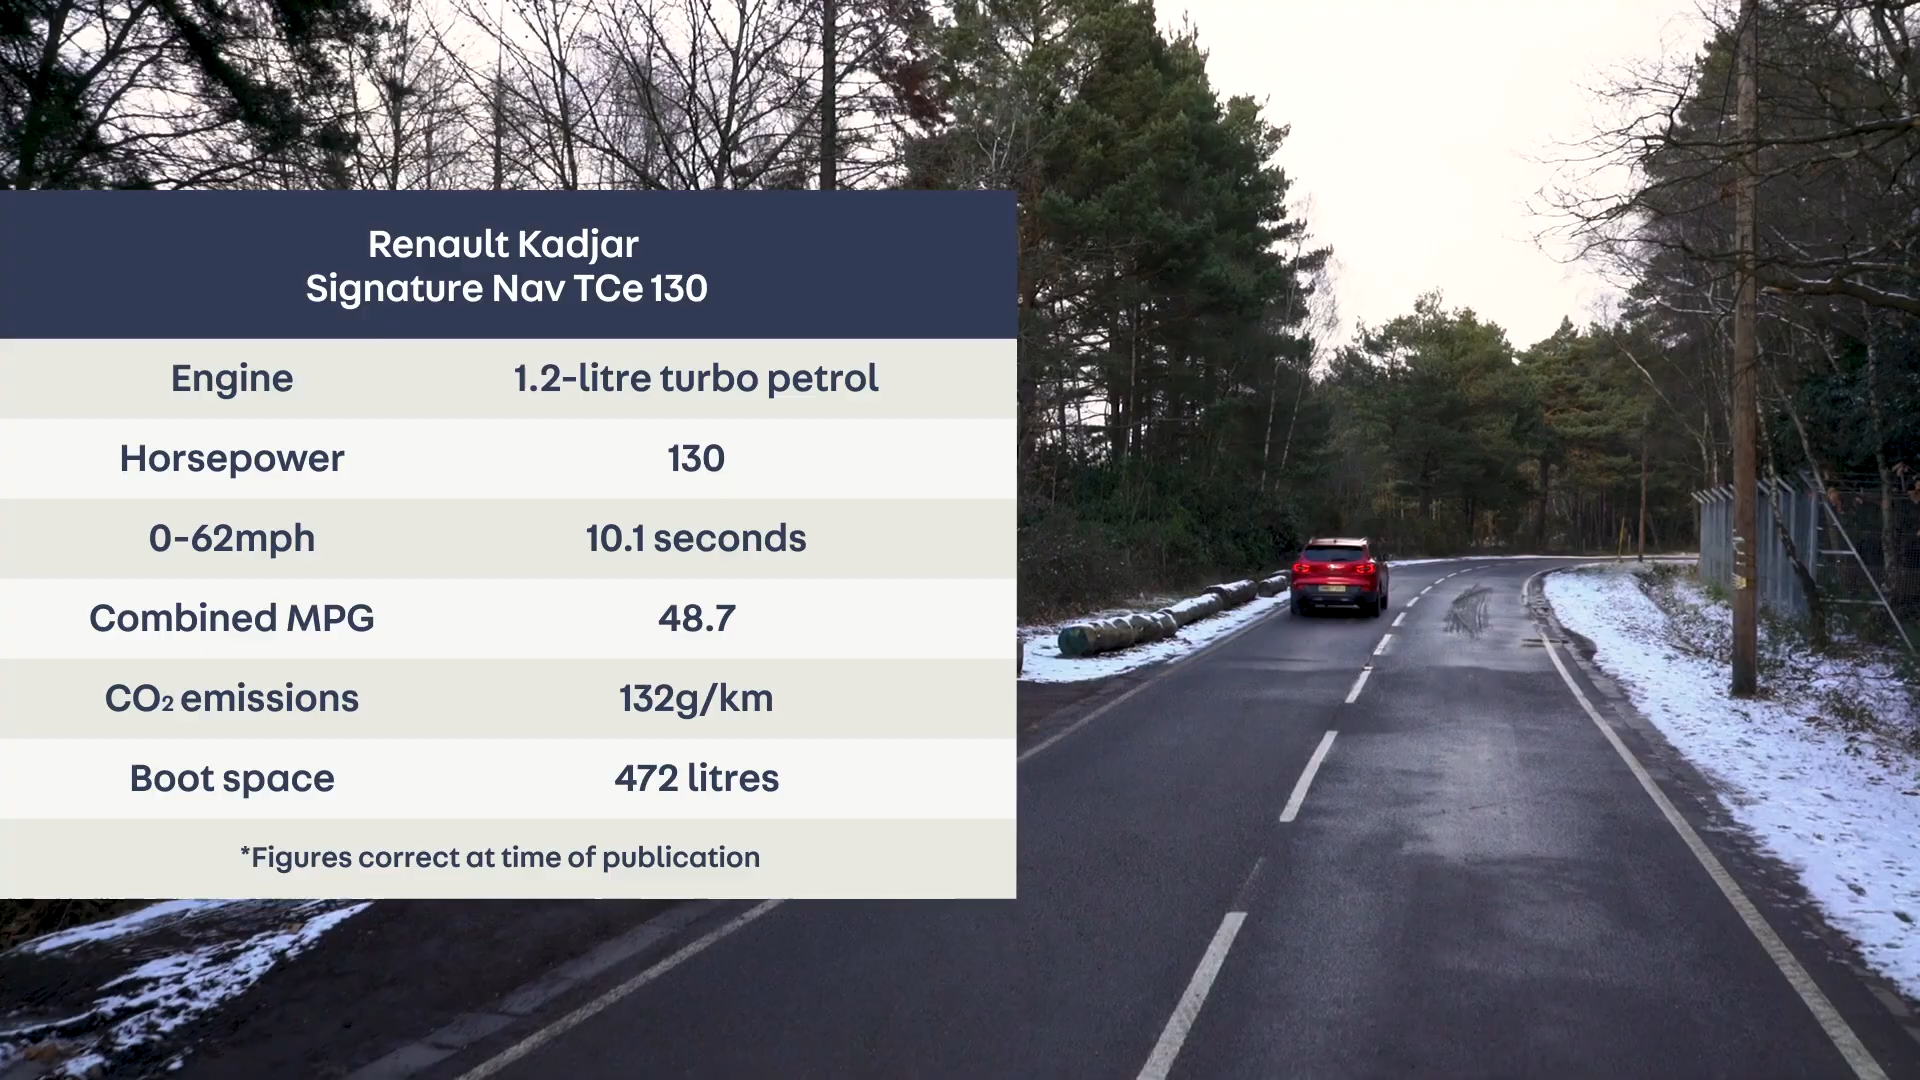 Renault Kadjar
Signature Nav TCe 130
Engine 1.2-litre turbo petrol
Horsepower 130
0-62mph 10.1 seconds
Combined MPG 48.7
CO₂ emissions 132g/km
Boot space 472 litres
*Figures correct at time of publication